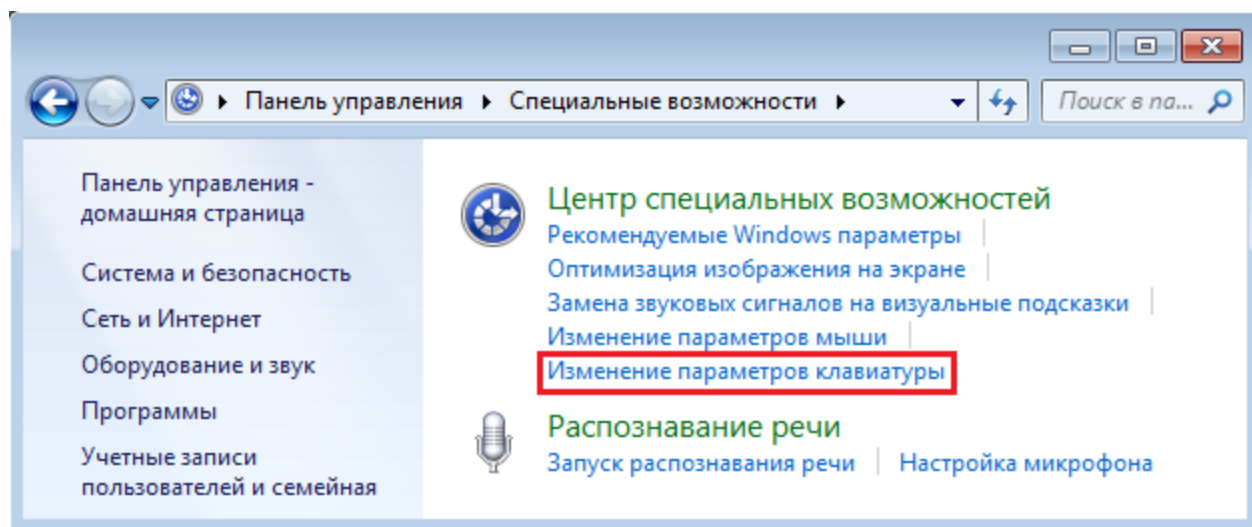 Панель управления ▸ Специальные возможности ▸
Поиск в па...
Панель управления -
домашняя страница
Система и безопасность
Сеть и Интернет
Оборудование и звук
Программы
Учетные записи
пользователей и семейная
Центр специальных возможностей
Рекомендуемые Windows параметры
Оптимизация изображения на экране
Замена звуковых сигналов на визуальные подсказки
Изменение параметров мыши
Изменение параметров клавиатуры
Распознавание речи
Запуск распознавания речи | Настройка микрофона